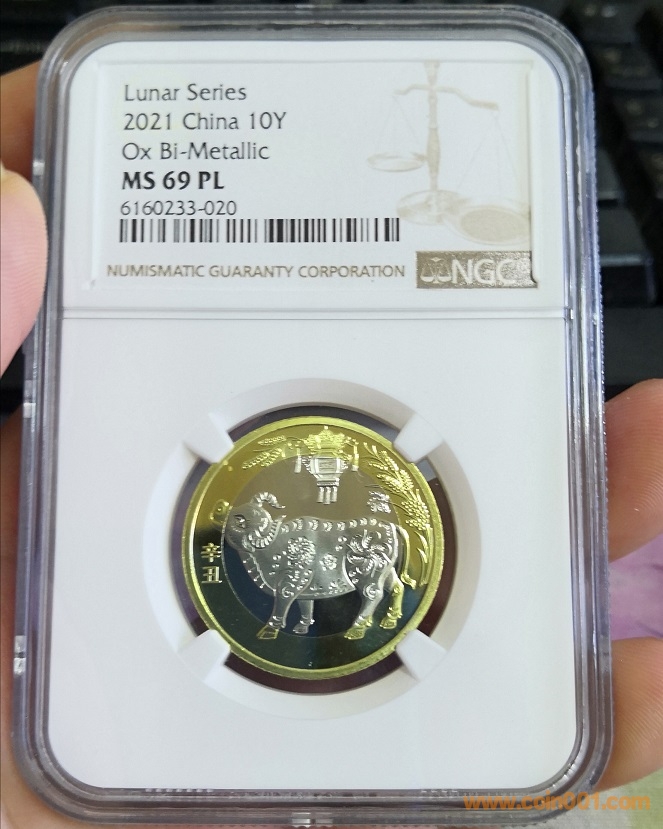 Lunar Series
2021 China 10Y
Ox Bi-Metallic
MS 69 PL
6160233-020
NUMISMATIC GUARANTY CORPORATION
NGC
辛丑
www.coin001.com